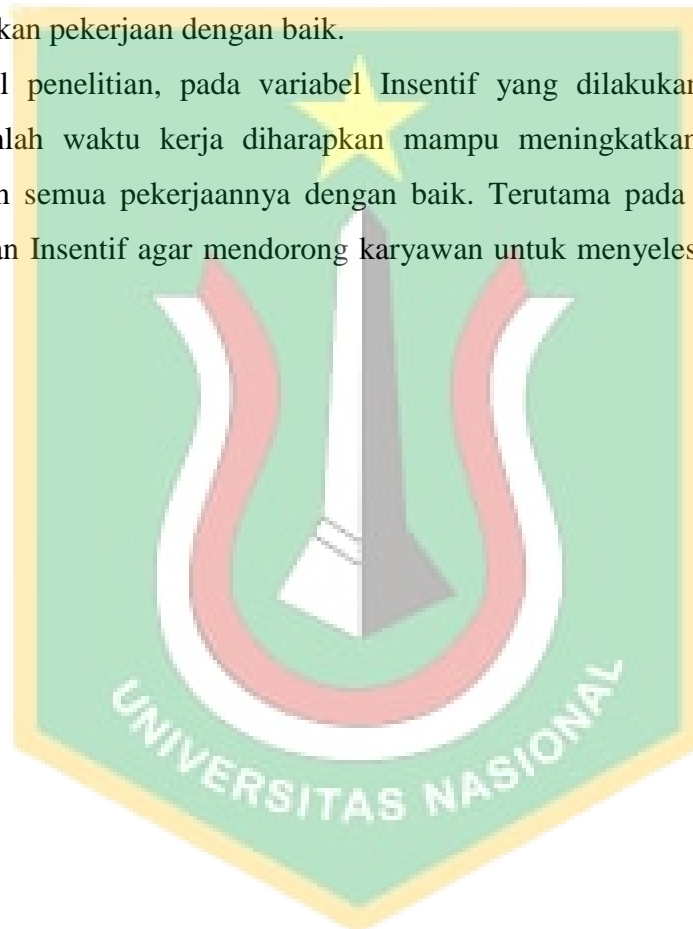 kan pekerjaan dengan baik.
l penelitian, pada variabel Insentif yang dilakukan
nlah waktu kerja diharapkan mampu meningkatkan
n semua pekerjaannya dengan baik. Terutama pada
an Insentif agar mendorong karyawan untuk menyeles
UNIVERSITAS NASIONAL